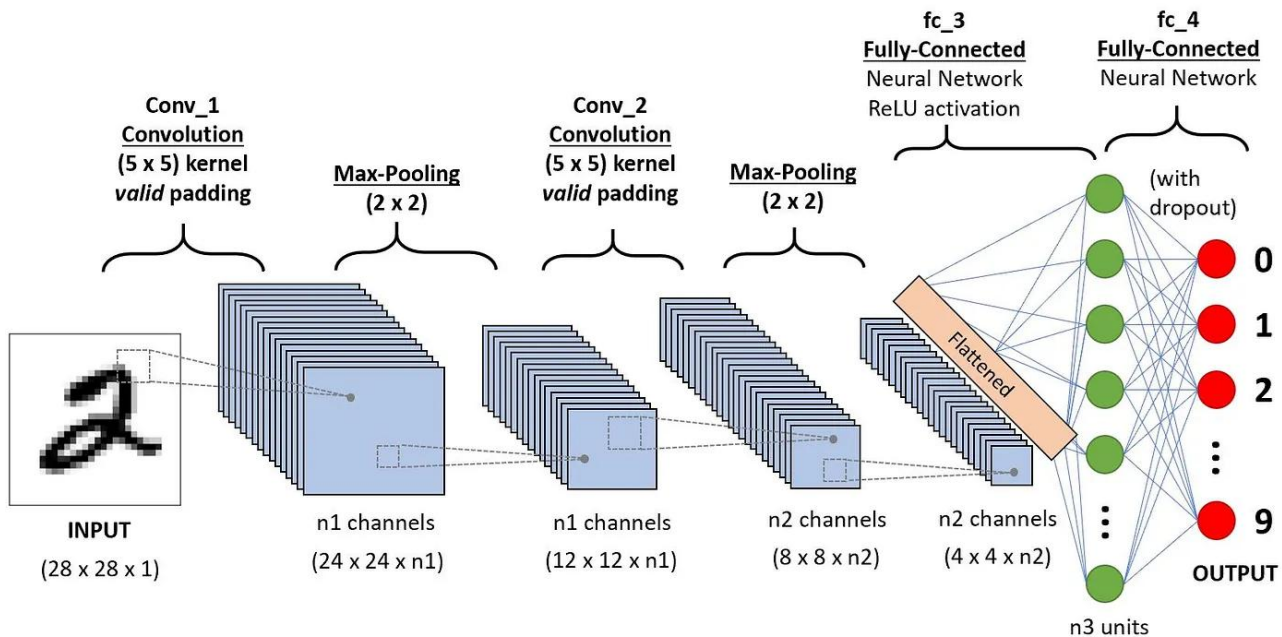 fc_3
Fully-Connected
Neural Network
ReLU activation
fc_4
Fully-Connected
Neural Network
Conv_1
Convolution
(5 x 5) kernel
valid padding
Max-Pooling
(2 x 2)
Conv_2
Convolution
(5 x 5) kernel
valid padding
Max-Pooling
(2 x 2)
(with
dropout)
Flattened
0
1
2
9
INPUT
(28 x 28 x 1)
n1 channels
(24 x 24 x n1)
n1 channels
(12 x 12 x n1)
n2 channels
(8 x 8 x n2)
n2 channels
(4 x 4 x n2)
OUTPUT
n3 units